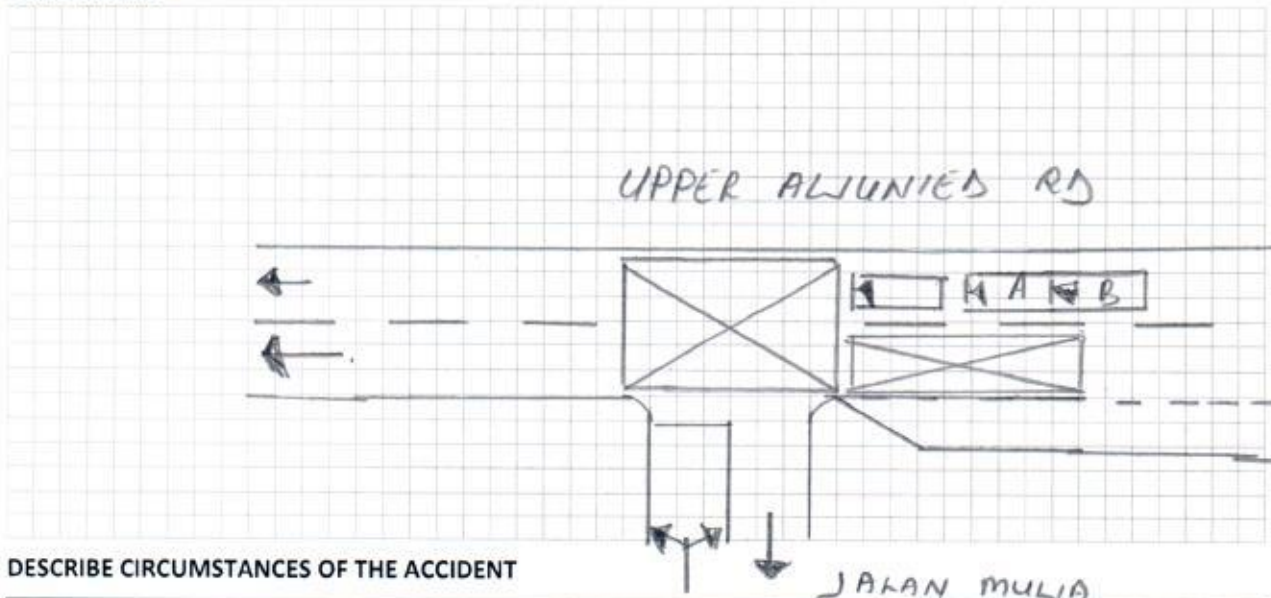 UPPER ALJUNIED RD
A B
DESCRIBE CIRCUMSTANCES OF THE ACCIDENT
JALAN MULIA